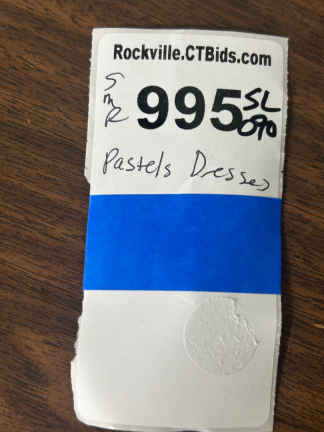 Rockville.CTBids.com
SMR 995 SL
090
Pastels Dresses